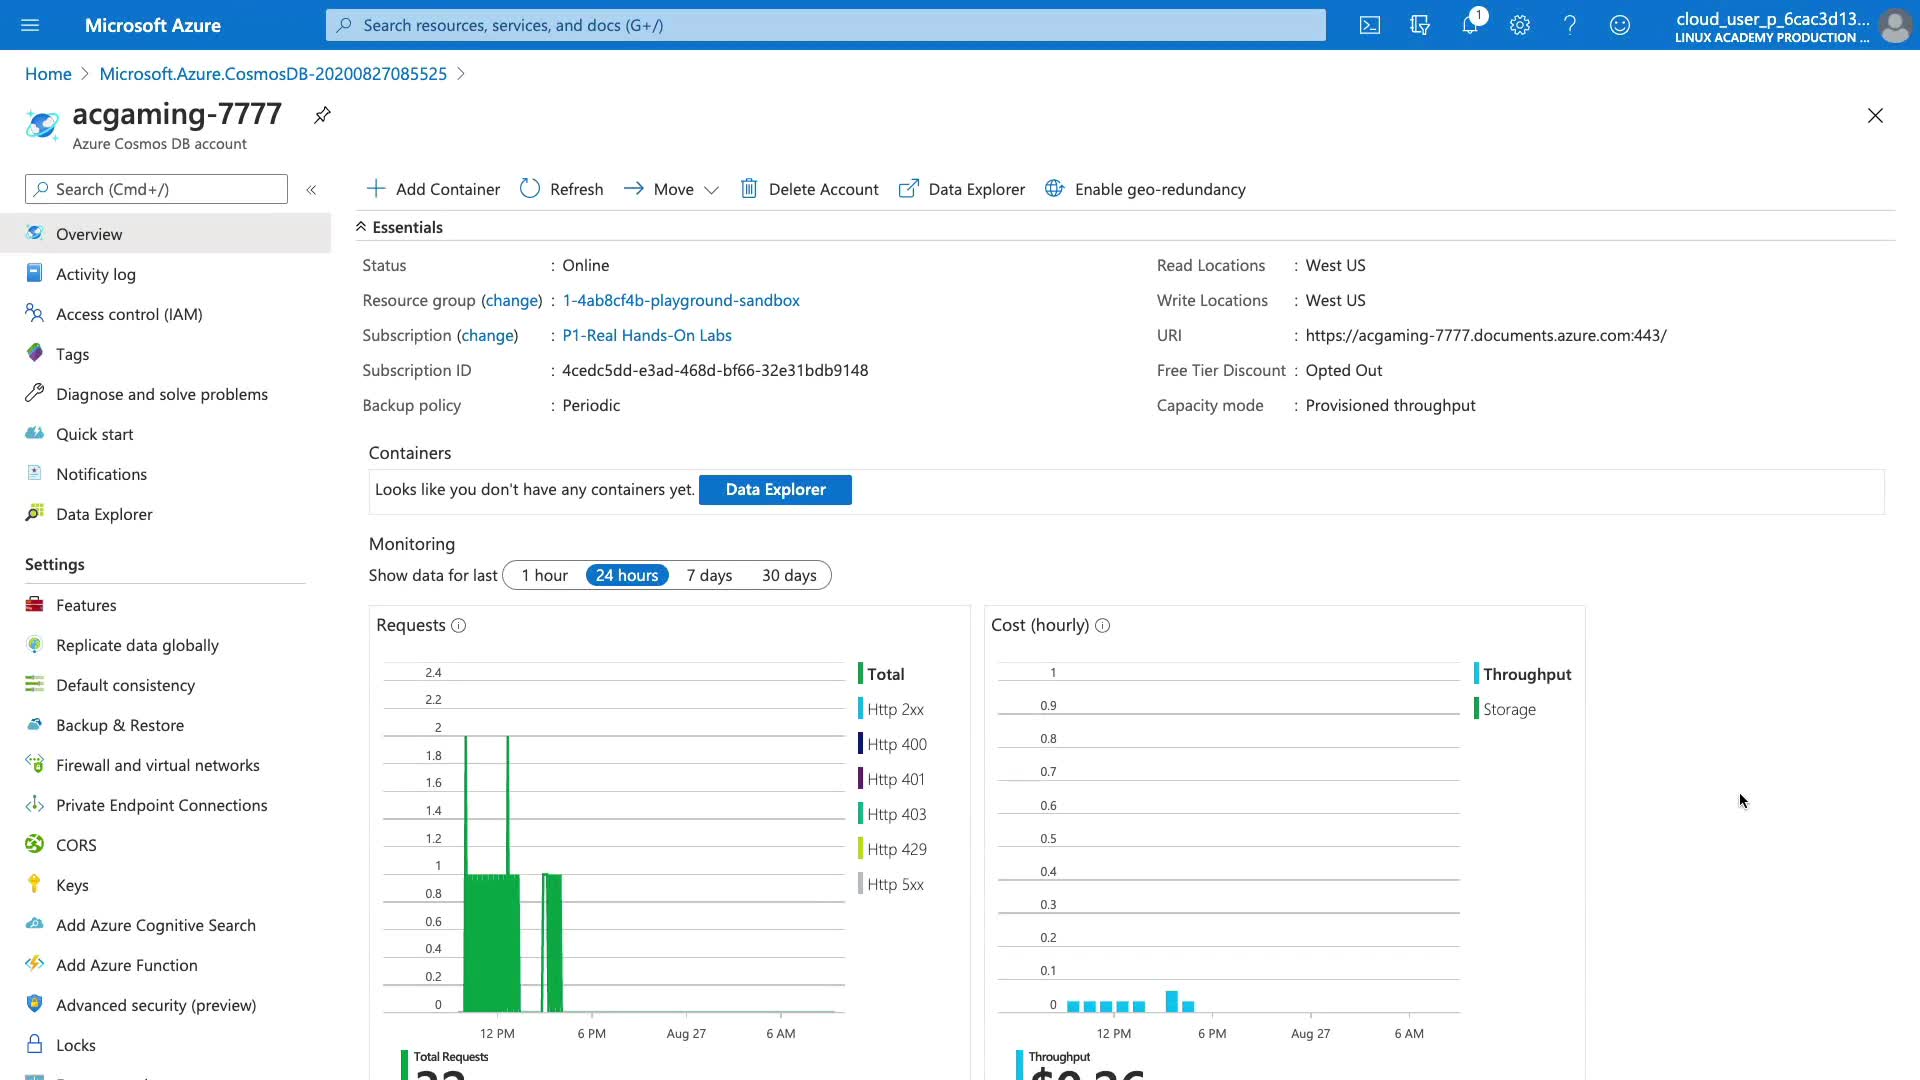 Microsoft Azure
Search resources, services, and docs (G+/)
1
cloud_user_p_6cac3d13...
LINUX ACADEMY PRODUCTION ...
Home > Microsoft.Azure.CosmosDB-20200827085525 >
acgaming-7777
Azure Cosmos DB account
Search (Cmd+/)
«
Add Container
Refresh
Move
Delete Account
Data Explorer
Enable geo-redundancy
Overview
Activity log
Access control (IAM)
Tags
Diagnose and solve problems
Quick start
Notifications
Data Explorer
Settings
Features
Replicate data globally
Default consistency
Backup & Restore
Firewall and virtual networks
Private Endpoint Connections
CORS
Keys
Add Azure Cognitive Search
Add Azure Function
Advanced security (preview)
Locks
Essentials
Status : Online
Resource group (change) : 1-4ab8cf4b-playground-sandbox
Subscription (change) : P1-Real Hands-On Labs
Subscription ID : 4cedc5dd-e3ad-468d-bf66-32e31bdb9148
Backup policy : Periodic
Read Locations : West US
Write Locations : West US
URI : https://acgaming-7777.documents.azure.com:443/
Free Tier Discount : Opted Out
Capacity mode : Provisioned throughput
Containers
Looks like you don't have any containers yet. Data Explorer
Monitoring
Show data for last 1 hour 24 hours 7 days 30 days
Requests
2.4
2.2
2
1.8
1.6
1.4
1.2
1
0.8
0.6
0.4
0.2
0
12 PM 6 PM Aug 27 6 AM
Total
Http 2xx
Http 400
Http 401
Http 403
Http 429
Http 5xx
Total Requests
Cost (hourly)
1
0.9
0.8
0.7
0.6
0.5
0.4
0.3
0.2
0.1
0
12 PM 6 PM Aug 27 6 AM
Throughput
Storage
Throughput